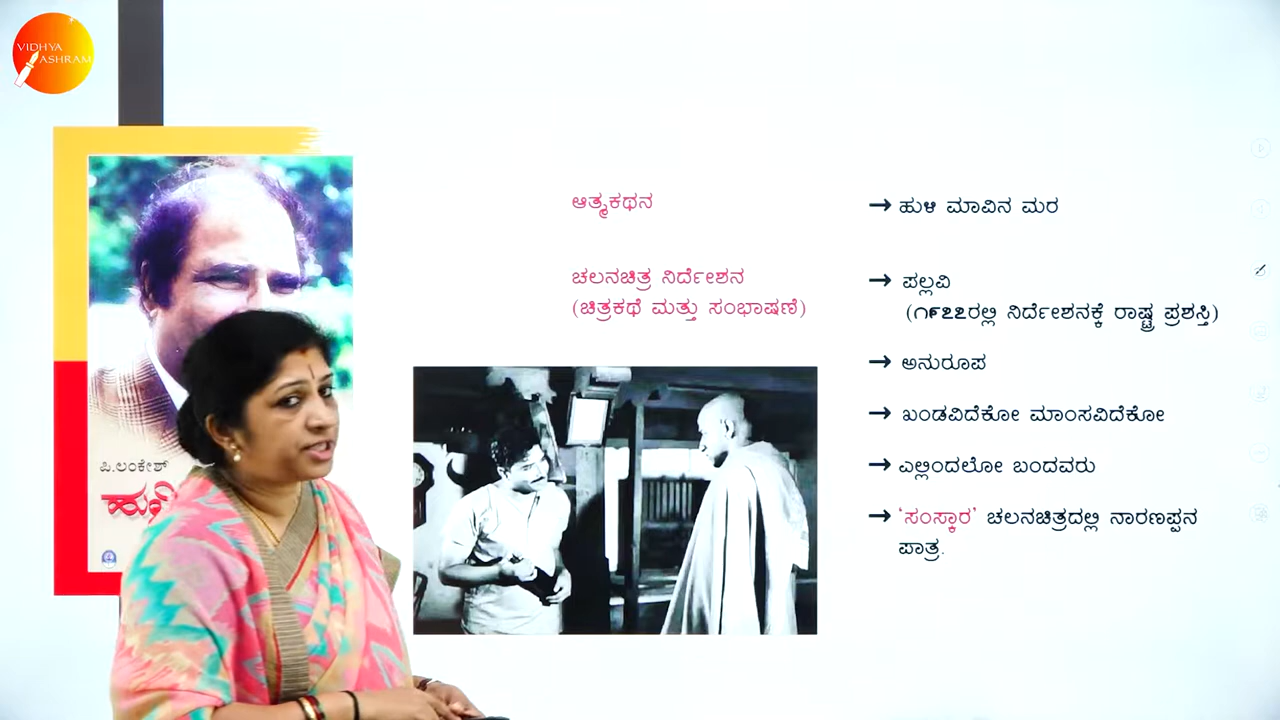 VIDHYA
ASHRAM
ಪಿ.ಲಂಕೇಶ್
ಆತ್ಮಕಥನ
→ ಹುಳಿ ಮಾವಿನ ಮರ
ಚಲನಚಿತ್ರ ನಿರ್ದೇಶನ
(ಚಿತ್ರಕಥೆ ಮತ್ತು ಸಂಭಾಷಣೆ)
→ ಪಲ್ಲವಿ
(೧೯೭೭ರಲ್ಲಿ ನಿರ್ದೇಶನಕ್ಕೆ ರಾಷ್ಟ್ರ ಪ್ರಶಸ್ತಿ)
→ ಅನುರೂಪ
→ ಖಂಡವಿದೆಕೋ ಮಾಂಸವಿದೆಕೋ
→ ಎಲ್ಲಿಂದಲೋ ಬಂದವರು
→ ‘ಸಂಸ್ಕಾರ’ ಚಲನಚಿತ್ರದಲ್ಲಿ ನಾರಣಪ್ಪನ
ಪಾತ್ರ.